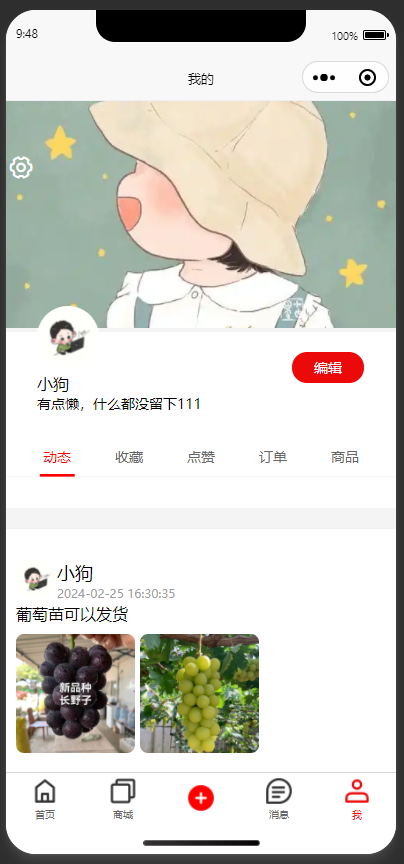 9:48
100%
我的
编辑
小狗
有点懒，什么都没留下111
动态 收藏 点赞 订单 商品
小狗
2024-02-25 16:30:35
葡萄苗可以发货
新品种
长野子
首页 商城 消息 我